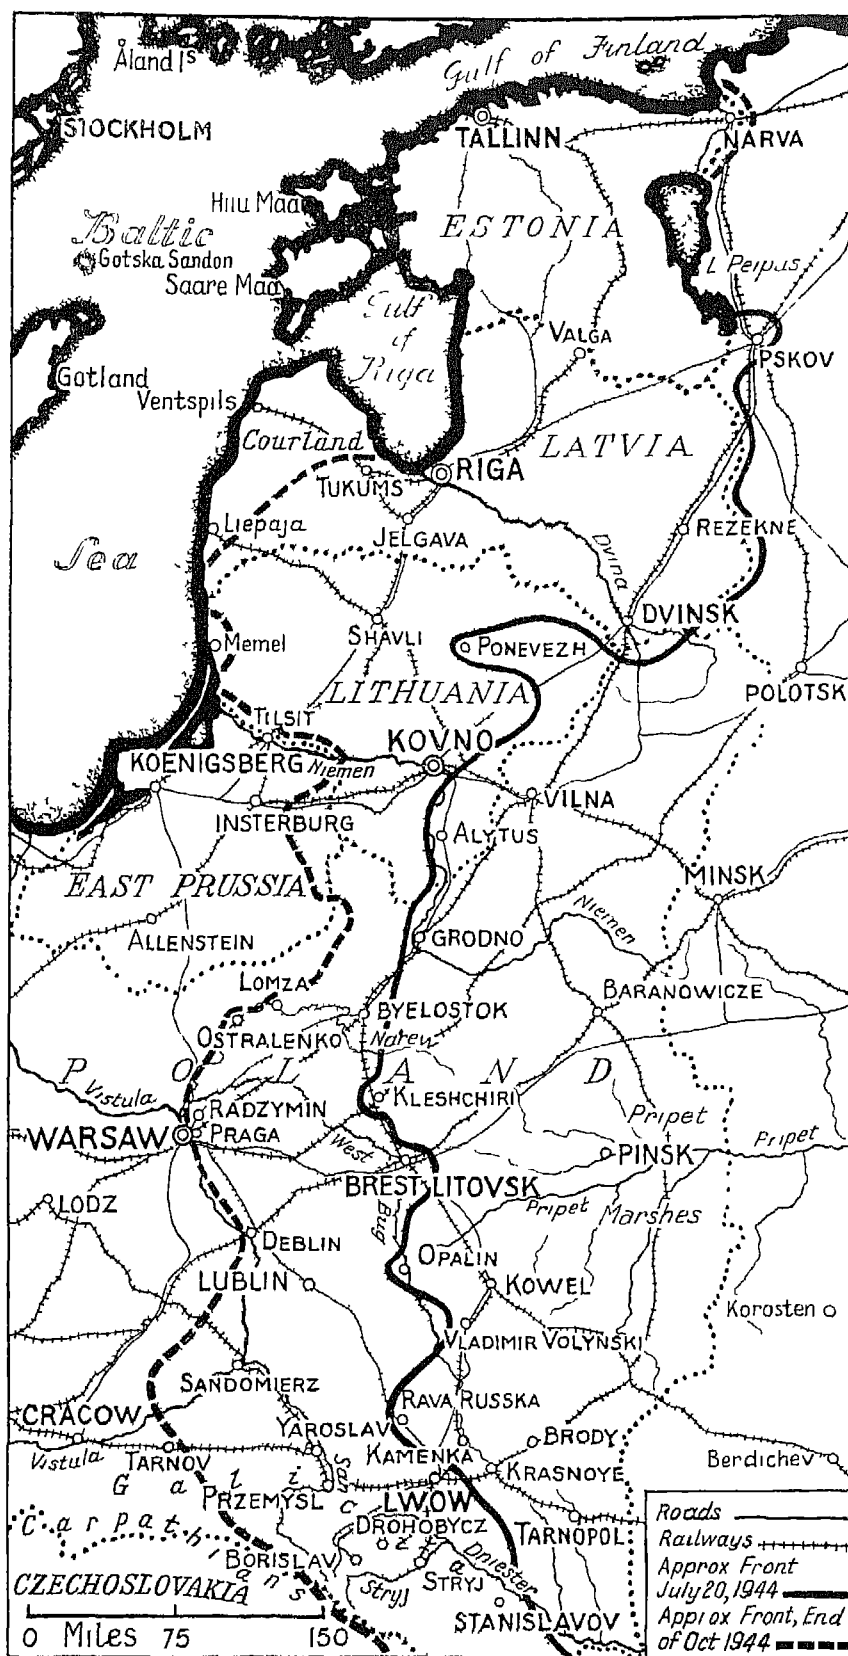 Åland Is
Gulf of Finland
STOCKHOLM
TALLINN
NARVA
Hiiu Maa
ESTONIA
Baltic
Gotska Sandon
L Peipus
Saare Maa
Gulf
of
Riga
VALGA
PSKOV
Gotland
Ventspils
Courland
LATVIA
RIGA
TUKUMS
Liepaja
JELGAVA
REZEKNE
Sea
Dvina
DVINSK
SHAVLI
Memel
PONEVEZH
LITHUANIA
POLOTSK
TILSIT
KOVNO
KOENIGSBERG
Niemen
INSTERBURG
VILNA
ALYTUS
EAST PRUSSIA
MINSK
ALLENSTEIN
GRODNO
Niemen
LOMZA
BARANOWICZE
BYELOSTOK
OSTRALENKO
Narew
POLAND
Vistula
KLESHCHIRI
RADZYMIN
Pripet
WARSAW
PRAGA
Pripet
West
PINSK
BREST LITOVSK
LODZ
Pripet
Marshes
Bug
DEBLIN
OPALIN
LUBLIN
KOWEL
Korosten
VLADIMIR VOLYNSKI
SANDOMIERZ
RAVA RUSSKA
CRACOW
YAROSLAV
BRODY
Vistula
TARNOV
KAMENKA
Berdichev
San
KRASNOYE
Galicza
PRZEMYSL
LWOW
Carpathians
DROHOBYCZ
TARNOPOL
BORISLAV
Dniester
Stryj
STRYJ
CZECHOSLOVAKIA
STANISLAVOV
0 Miles 75 150
Roads
Railways
Approx Front
July 20, 1944
Approx Front, End
of Oct 1944